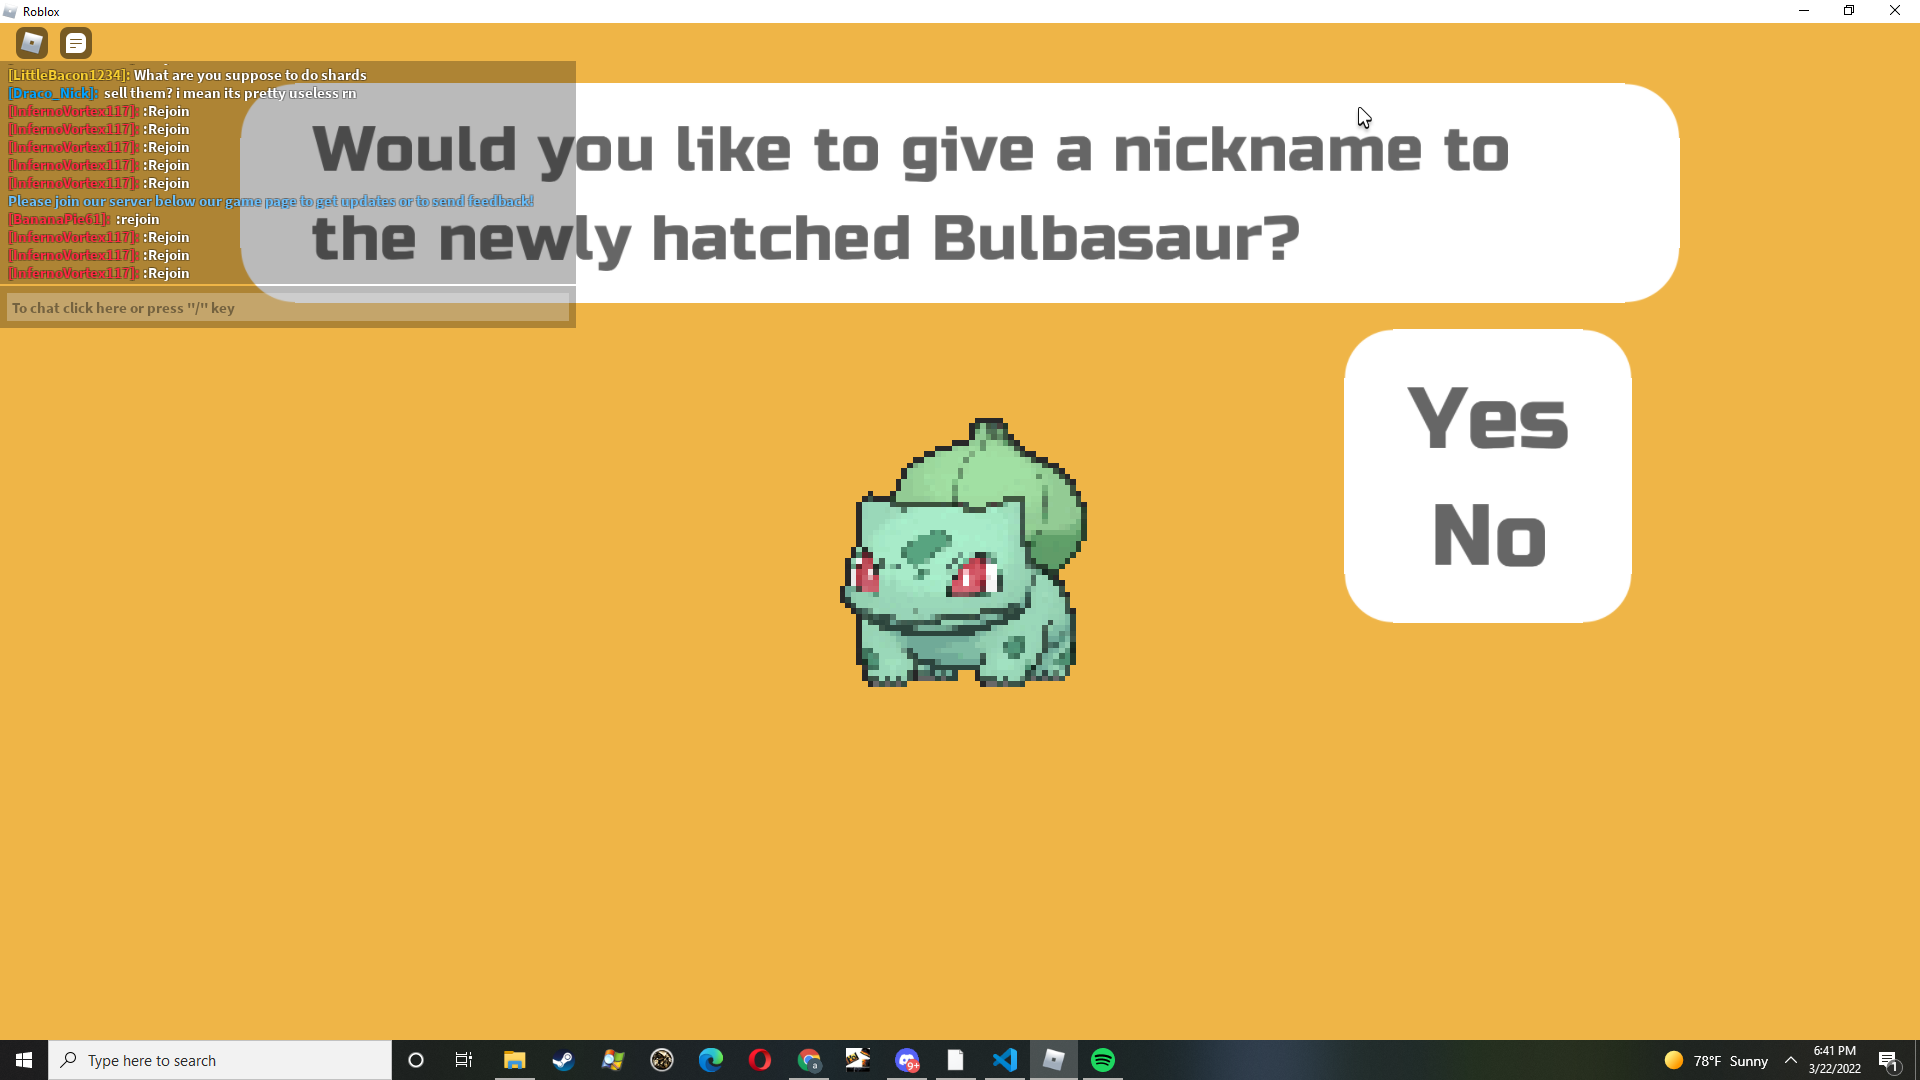 Roblox
[LittleBacon1234]: What are you suppose to do shards
[Draco_Nick]: sell them? i mean its pretty useless rn
[InfernoVortex117]: :Rejoin
[InfernoVortex117]: :Rejoin
[InfernoVortex117]: :Rejoin
[InfernoVortex117]: :Rejoin
[InfernoVortex117]: :Rejoin
Please join our server below our game page to get updates or to send feedback!
[BananaPie61]: :rejoin
[InfernoVortex117]: :Rejoin
[InfernoVortex117]: :Rejoin
[InfernoVortex117]: :Rejoin
To chat click here or press "/" key
Would you like to give a nickname to
the newly hatched Bulbasaur?
Yes
No
Type here to search
a
9+
78°F Sunny
6:41 PM
3/22/2022
1